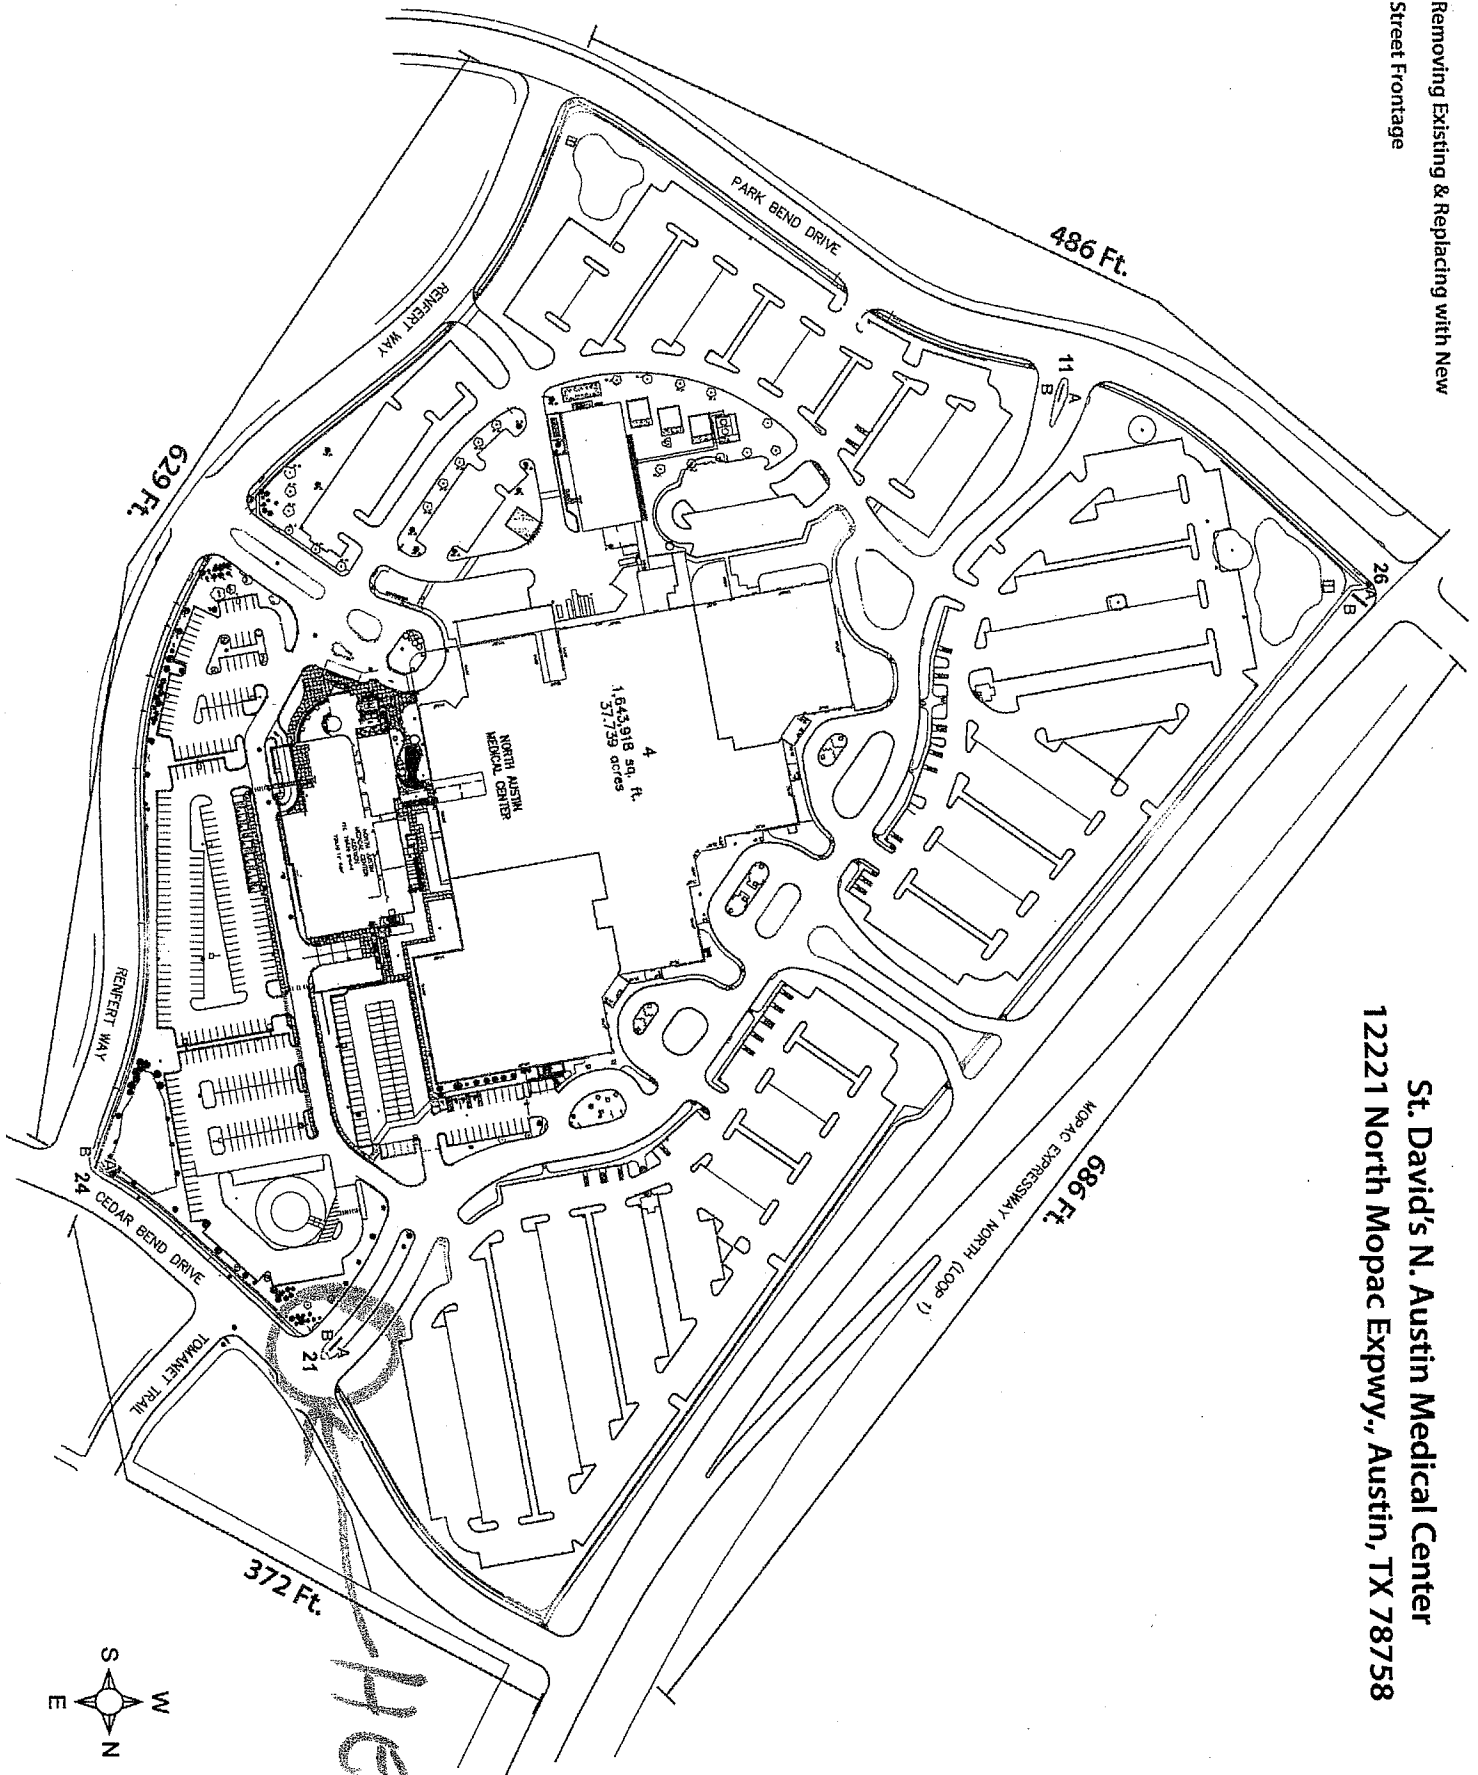 Removing Existing & Replacing with New
Street Frontage
St. David's N. Austin Medical Center
12221 North Mopac Expwy., Austin, TX 78758
486 Ft.
PARK BEND DRIVE
11
A
B
26
A
B
RENFERT WAY
629 Ft.
4
1,643,918 sq. ft.
37.739 acres
NORTH AUSTIN
MEDICAL CENTER
MOPAC EXPRESSWAY NORTH (LOOP 1)
686 Ft.
RENFERT WAY
B
A
24
CEDAR BEND DRIVE
B
A
21
TOMANET TRAIL
372 Ft.
He
S
W
E
N